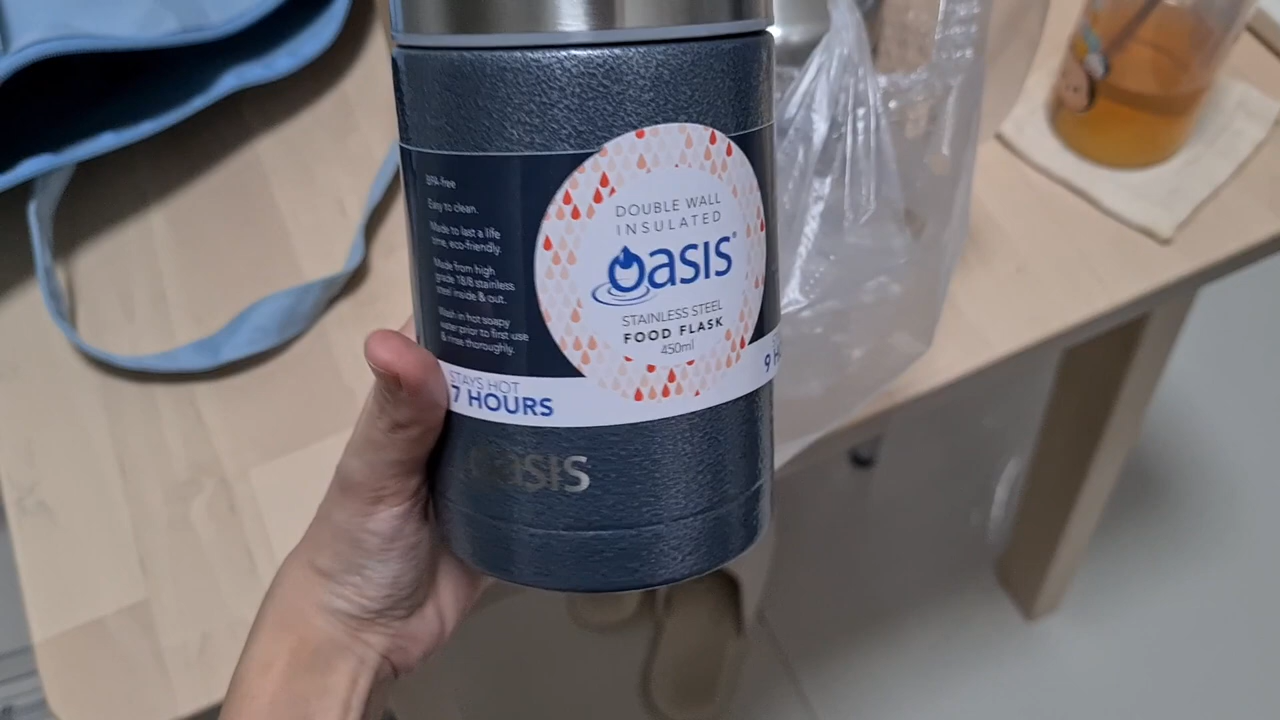 BPA-free
Easy to clean.
Made to last a life
time, eco-friendly.
Made from high
grade 18/8 stainless
steel inside & out.
Wash in hot soapy
water prior to first use
& rinse thoroughly.
DOUBLE WALL
INSULATED
Oasis®
STAINLESS STEEL
FOOD FLASK
450ml
STAYS HOT
7 HOURS
9
Oasis